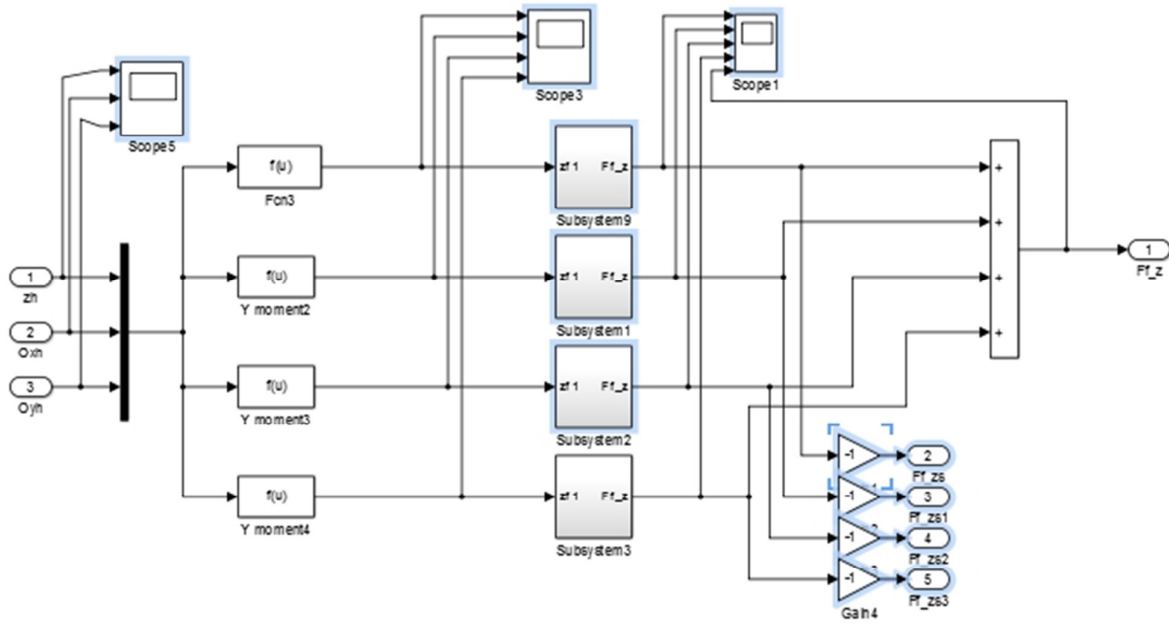 Scope3
Scope1
Scope5
f(u)
Fcn3
zf1 Ff_z
Subsystem9
+
+
+
+
1
Ff_z
1
zh
2
Oxh
3
Oyh
f(u)
Y moment2
zf1 Ff_z
Subsystem1
f(u)
Y moment3
zf1 Ff_z
Subsystem2
f(u)
Y moment4
zf1 Ff_z
Subsystem3
-1
2
Ff_zs
-1
3
Ff_zs1
-1
4
Ff_zs2
-1
5
Ff_zs3
Gain4